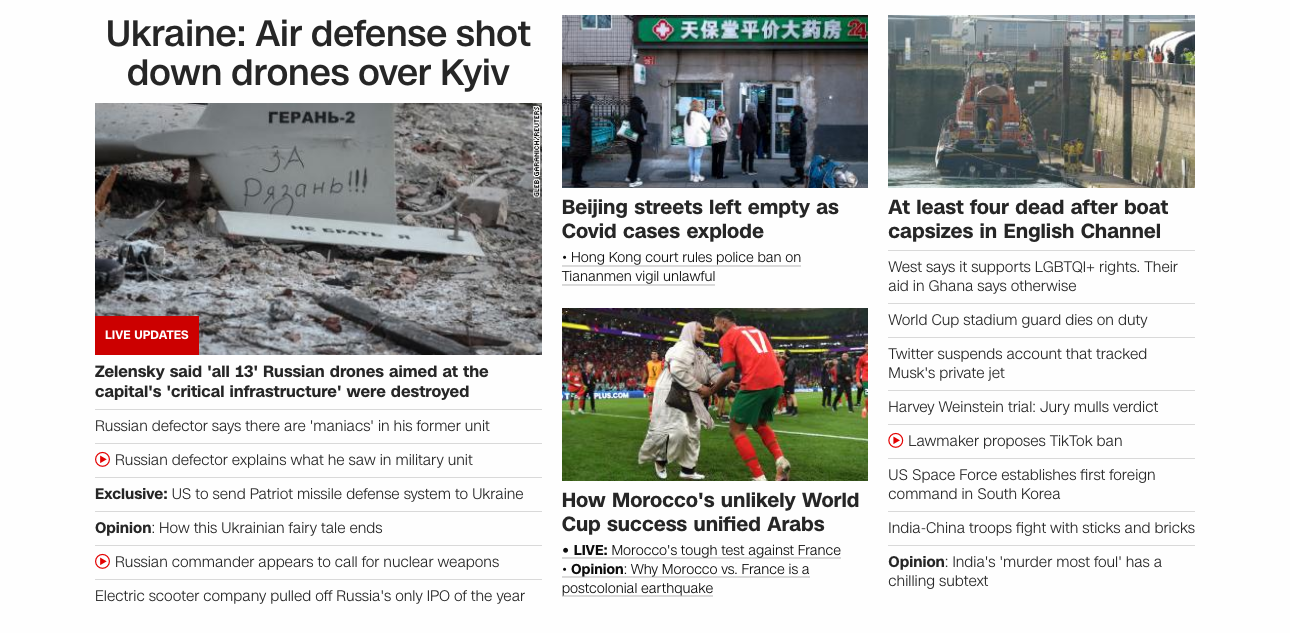 Ukraine: Air defense shot
down drones over Kyiv
ГЕРАНЬ-2
ЗА
Рязань!!!
НЕ БРАТЬ Я
GLEB GARANICH/REUTERS
LIVE UPDATES
Zelensky said 'all 13' Russian drones aimed at the
capital's 'critical infrastructure' were destroyed
Russian defector says there are 'maniacs' in his former unit
Russian defector explains what he saw in military unit
Exclusive: US to send Patriot missile defense system to Ukraine
Opinion: How this Ukrainian fairy tale ends
Russian commander appears to call for nuclear weapons
Electric scooter company pulled off Russia's only IPO of the year
天保堂平价大药房 24
Beijing streets left empty as
Covid cases explode
• Hong Kong court rules police ban on
Tiananmen vigil unlawful
17
PLUS.COM
How Morocco's unlikely World
Cup success unified Arabs
• LIVE: Morocco's tough test against France
• Opinion: Why Morocco vs. France is a
postcolonial earthquake
At least four dead after boat
capsizes in English Channel
West says it supports LGBTQI+ rights. Their
aid in Ghana says otherwise
World Cup stadium guard dies on duty
Twitter suspends account that tracked
Musk's private jet
Harvey Weinstein trial: Jury mulls verdict
Lawmaker proposes TikTok ban
US Space Force establishes first foreign
command in South Korea
India-China troops fight with sticks and bricks
Opinion: India's 'murder most foul' has a
chilling subtext